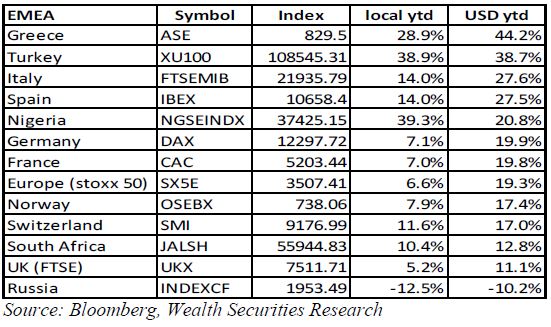 EMEA Symbol Index local ytd USD ytd
Greece ASE 829.5 28.9% 44.2%
Turkey XU100 108545.31 38.9% 38.7%
Italy FTSEMIB 21935.79 14.0% 27.6%
Spain IBEX 10658.4 14.0% 27.5%
Nigeria NGSEINDX 37425.15 39.3% 20.8%
Germany DAX 12297.72 7.1% 19.9%
France CAC 5203.44 7.0% 19.8%
Europe (stoxx 50) SX5E 3507.41 6.6% 19.3%
Norway OSEBX 738.06 7.9% 17.4%
Switzerland SMI 9176.99 11.6% 17.0%
South Africa JALSH 55944.83 10.4% 12.8%
UK (FTSE) UKX 7511.71 5.2% 11.1%
Russia INDEXCF 1953.49 -12.5% -10.2%
Source: Bloomberg, Wealth Securities Research